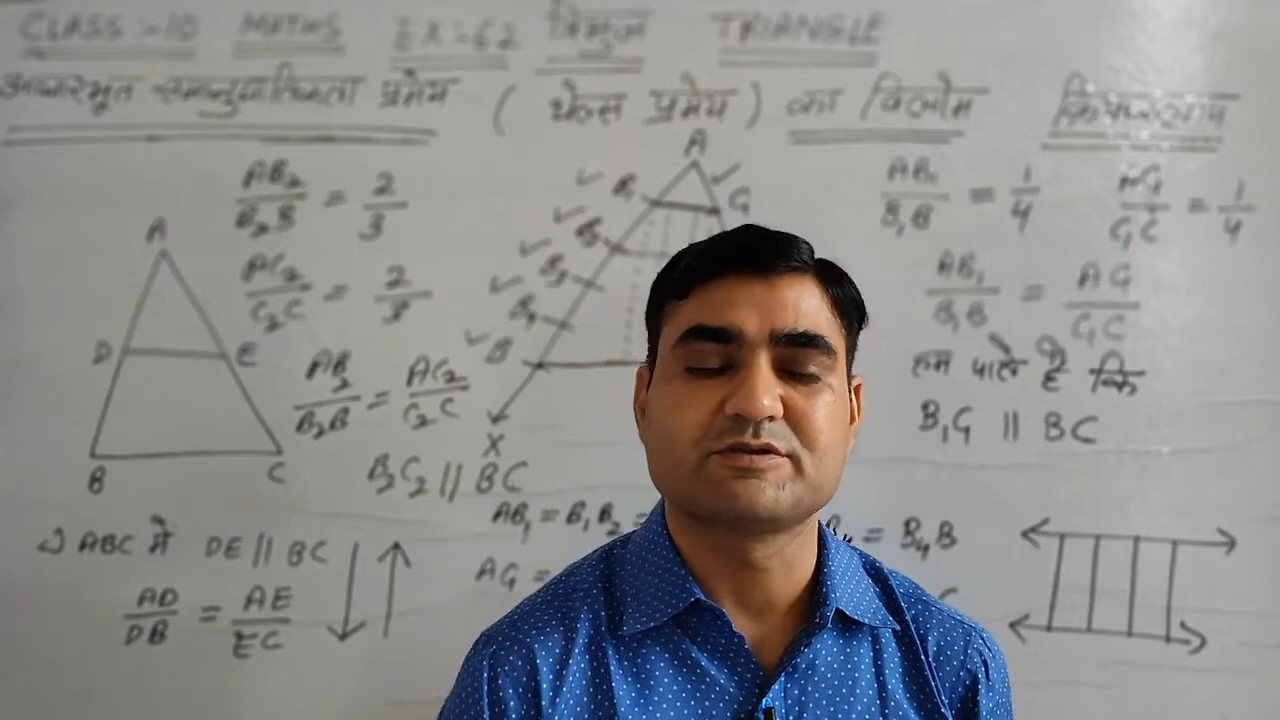 CLASS :- 10 MATHS EX :- 6.2 त्रिभुज TRIANGLE
आधारभूत समानुपातिकता प्रमेय ( थेल्स प्रमेय ) का विलोम क्रियाकलाप
AB₂/B₂B = 2/3
AC₂/C₂C = 2/3
AB₂/B₂B = AC₂/C₂C
B₂C₂ || BC
A
D E
B C
A
B₁ C₁
B₂
B₃
B₄
B
X
AB₁/B₁B = 1/4 AC₁/C₁C = 1/4
AB₁/B₁B = AC₁/C₁C
हम पाते है कि
B₁C₁ || BC
AB₁ = B₁B₂ = B₄ = B₄B
AC₁ = C
ABC में DE || BC
AD/DB = AE/EC